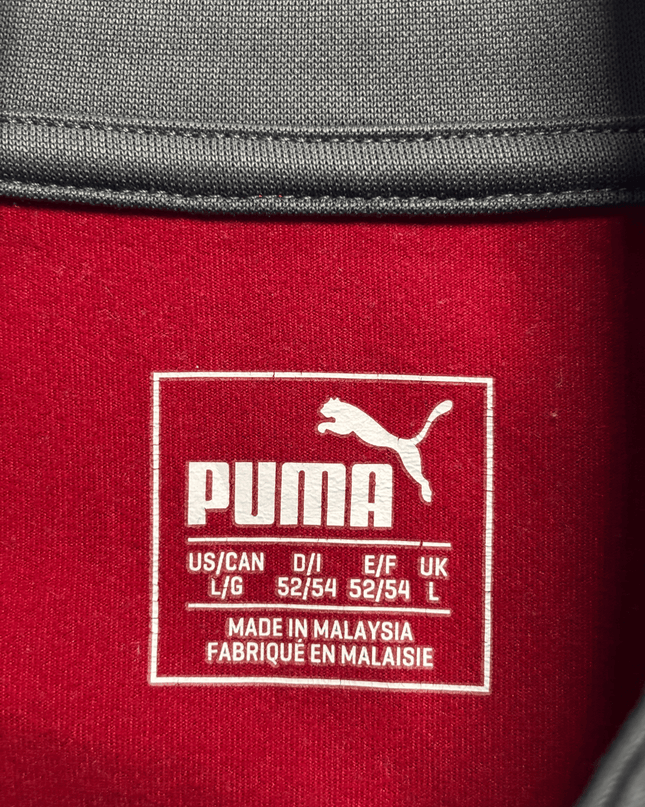 PUMA
US/CAN D/I E/F UK
L/G 52/54 52/54 L
MADE IN MALAYSIA
FABRIQUÉ EN MALAISIE